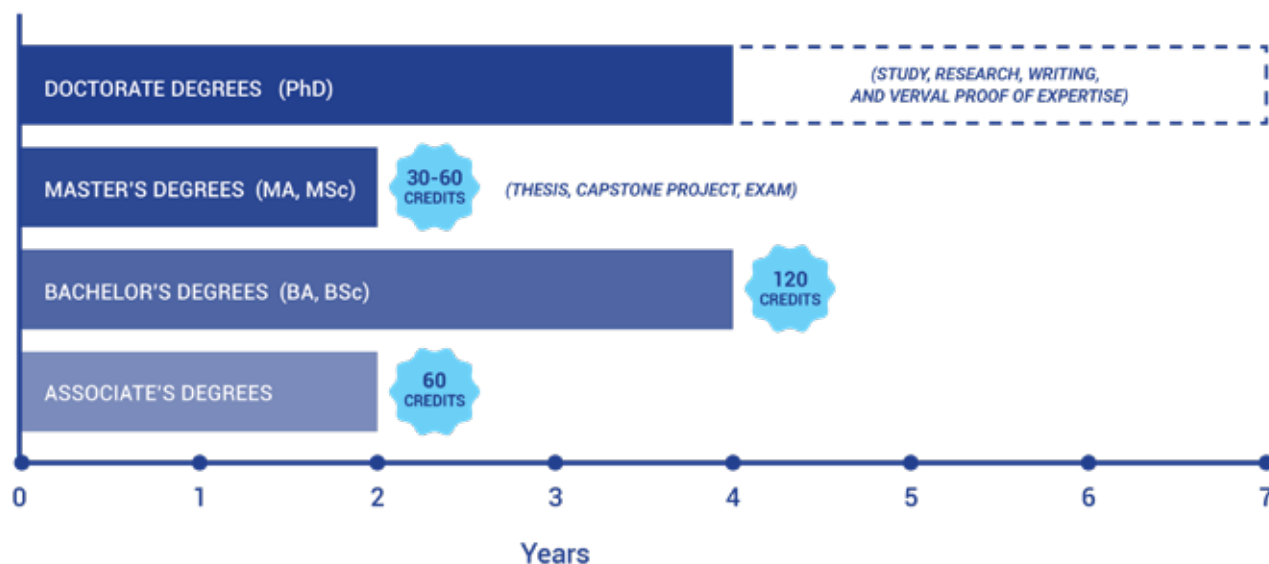 DOCTORATE DEGREES (PhD)
(STUDY, RESEARCH, WRITING,
AND VERVAL PROOF OF EXPERTISE)
MASTER'S DEGREES (MA, MSc)
30-60
CREDITS
(THESIS, CAPSTONE PROJECT, EXAM)
BACHELOR'S DEGREES (BA, BSc)
120
CREDITS
ASSOCIATE'S DEGREES
60
CREDITS
0 1 2 3 4 5 6 7
Years